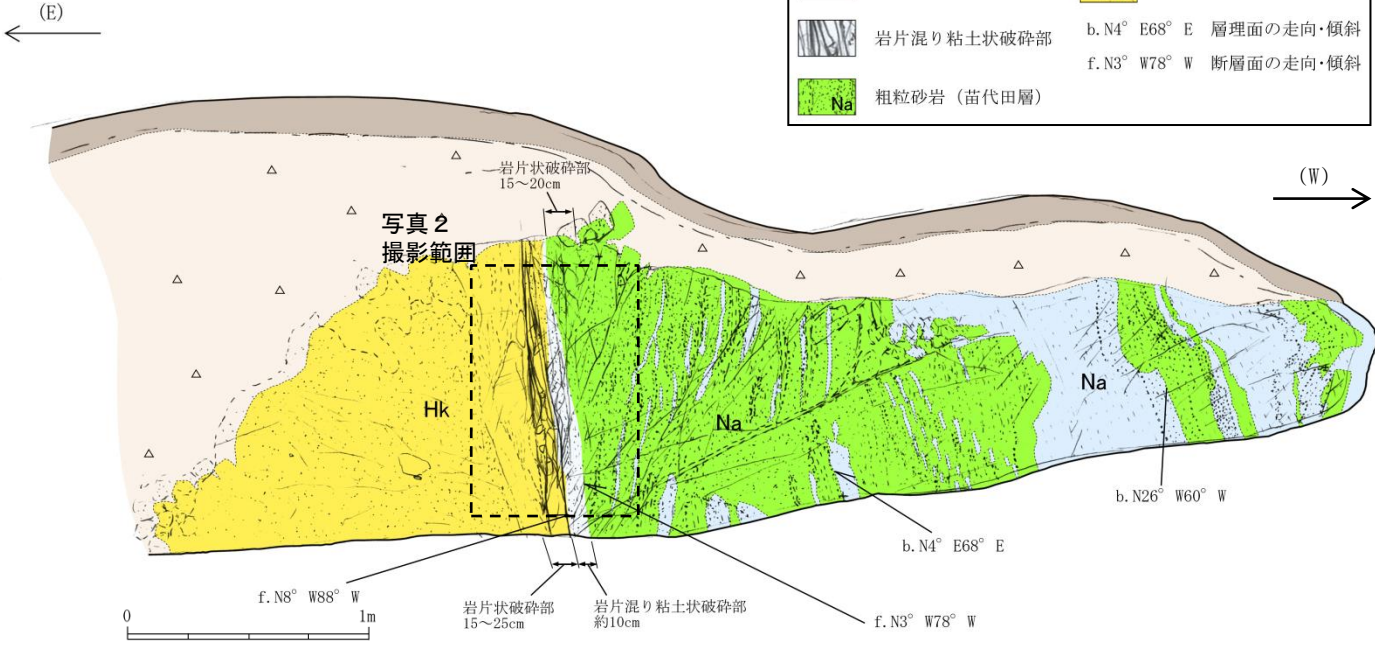 (E)
岩片混り粘土状破砕部
b.N4° E68° E 層理面の走向・傾斜
f.N3° W78° W 断層面の走向・傾斜
Na 粗粒砂岩（苗代田層）
(W)
岩片状破砕部
15～20cm
写真２
撮影範囲
Hk
Na
Na
b.N26° W60° W
b.N4° E68° E
f.N8° W88° W
岩片状破砕部
15～25cm
岩片混り粘土状破砕部
約10cm
f.N3° W78° W
0 1m